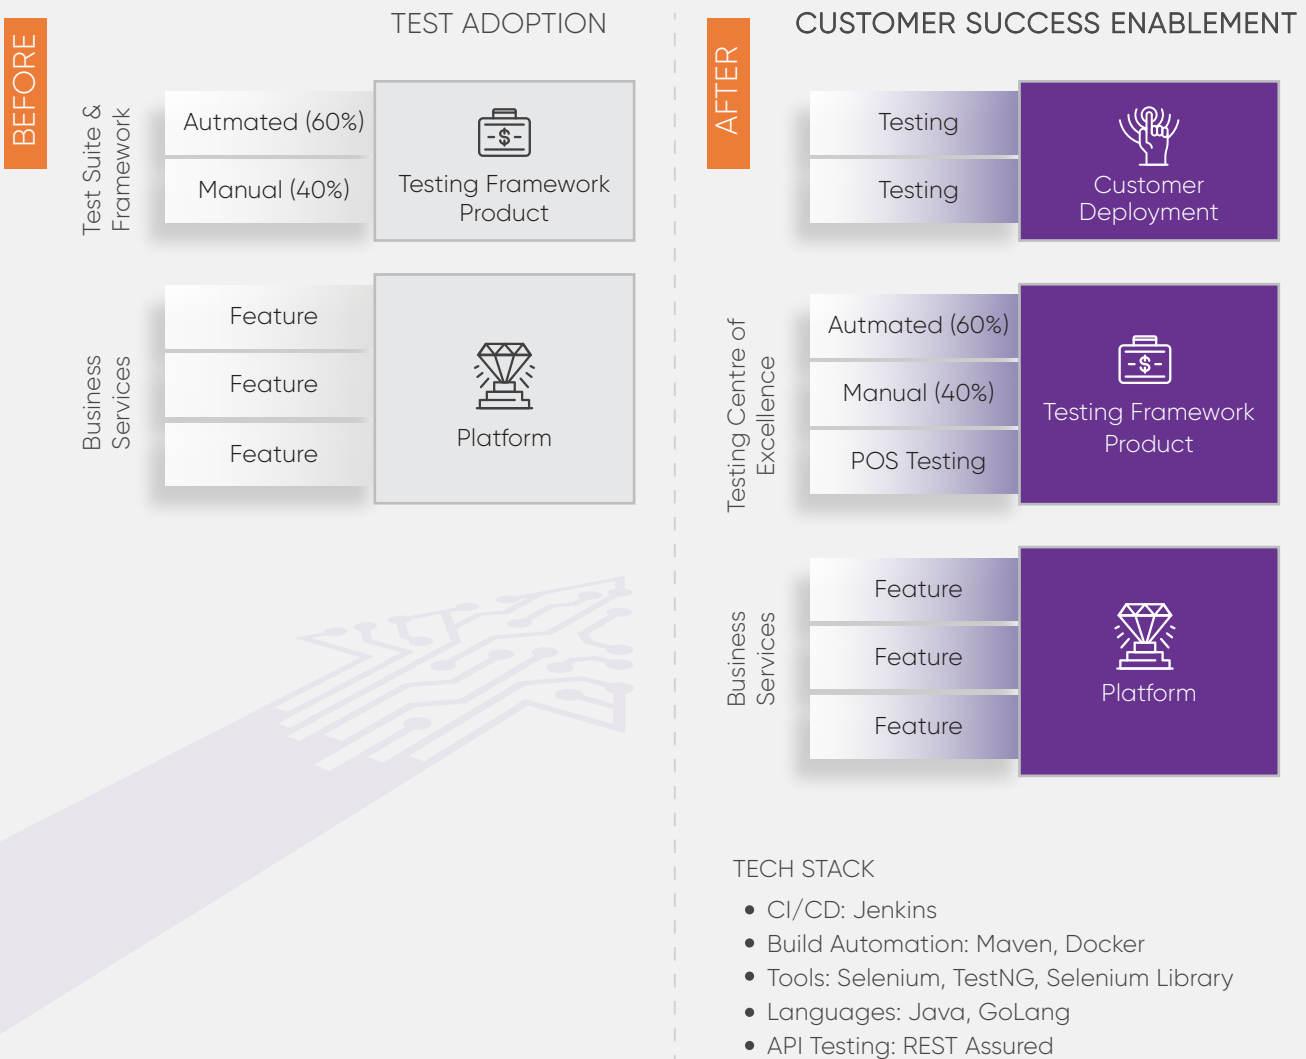 BEFORE
TEST ADOPTION
Test Suite &
Framework
Autmated (60%)
Manual (40%)
Testing Framework
Product
Business
Services
Feature
Feature
Feature
Platform
AFTER
CUSTOMER SUCCESS ENABLEMENT
Testing
Testing
Customer
Deployment
Testing Centre of
Excellence
Autmated (60%)
Manual (40%)
POS Testing
Testing Framework
Product
Business
Services
Feature
Feature
Feature
Platform
TECH STACK
• CI/CD: Jenkins
• Build Automation: Maven, Docker
• Tools: Selenium, TestNG, Selenium Library
• Languages: Java, GoLang
• API Testing: REST Assured